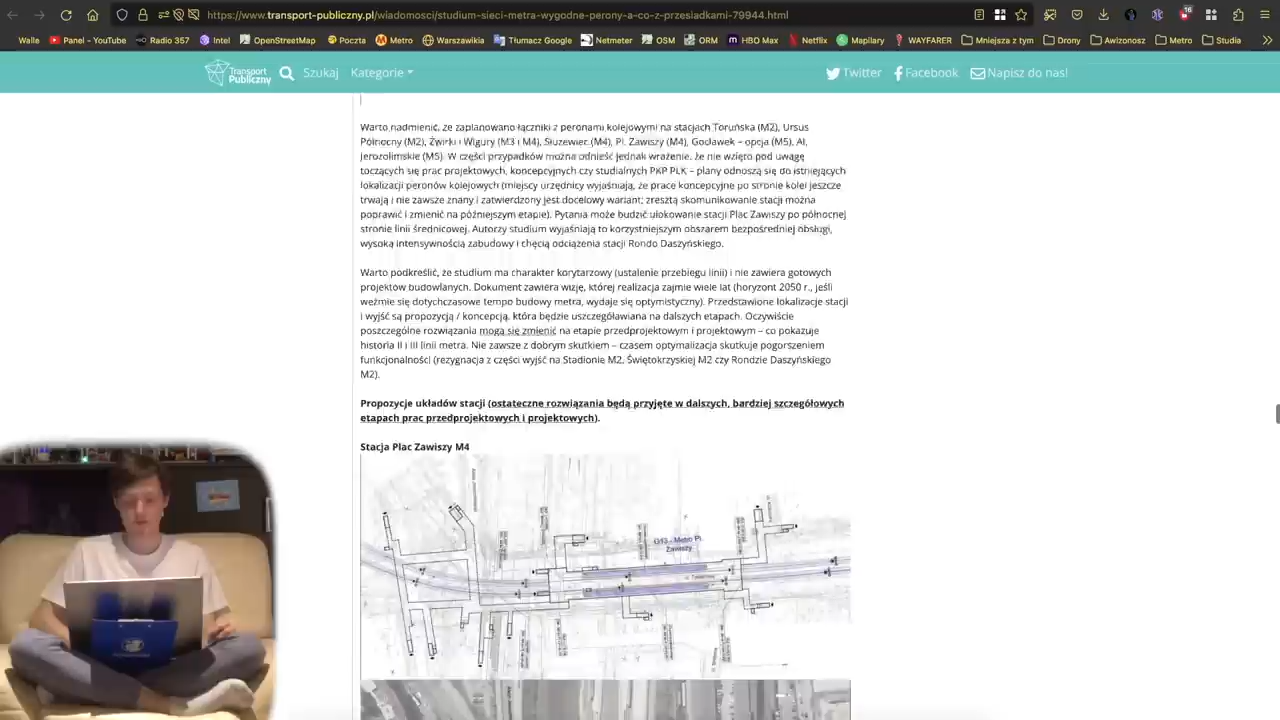 https://www.transport-publiczny.pl/wiadomosci/studium-sieci-metra-wygodne-perony-a-co-z-przesiadkami-79944.html
16
Walle Panel - YouTube Radio 357 Intel OpenStreetMap Poczta Metro Warszawikia Tłumacz Google Netmeter OSM ORM HBO Max Netflix Mapilary WAYFARER Mniejsza z tym Drony Awizonosz Metro Studia
Transport Publiczny Szukaj Kategorie Twitter Facebook Napisz do nas!
Warto nadmienić, że zaplanowano łączniki z peronami kolejowymi na stacjach Toruńska (M2), Ursus
Północny (M2), Żwirki i Wigury (M3 i M4), Służewiec (M4), Pl. Zawiszy (M4), Gocławek – opcja (M5), Al.
Jerozolimskie (M5). W części przypadków można odnieść jednak wrażenie, że nie wzięto pod uwagę
toczących się prac projektowych, koncepcyjnych czy studialnych PKP PLK – plany odnoszą się do istniejących
lokalizacji peronów kolejowych (miejscy urzędnicy wyjaśniają, że prace koncepcyjne po stronie kolei jeszcze
trwają i nie zawsze znany i zatwierdzony jest docelowy wariant; zresztą skomunikowanie stacji można
poprawić i zmienić na późniejszym etapie). Pytania może budzić ulokowanie stacji Plac Zawiszy po północnej
stronie linii średnicowej. Autorzy studium wyjaśniają to korzystniejszym obszarem bezpośredniej obsługi,
wysoką intensywnością zabudowy i chęcią odciążenia stacji Rondo Daszyńskiego.
Warto podkreślić, że studium ma charakter korytarzowy (ustalenie przebiegu linii) i nie zawiera gotowych
projektów budowlanych. Dokument zawiera wizję, której realizacja zajmie wiele lat (horyzont 2050 r., jeśli
weźmie się dotychczasowe tempo budowy metra, wydaje się optymistyczny). Przedstawione lokalizacje stacji
i wyjść są propozycją / koncepcją, która będzie uszczegóławiana na dalszych etapach. Oczywiście
poszczególne rozwiązania mogą się zmienić na etapie przedprojektowym i projektowym – co pokazuje
historia II i III linii metra. Nie zawsze z dobrym skutkiem – czasem optymalizacja skutkuje pogorszeniem
funkcjonalności (rezygnacja z części wyjść na Stadionie M2, Świętokrzyskiej M2 czy Rondzie Daszyńskiego
M2).
Propozycje układów stacji (ostateczne rozwiązania będą przyjęte w dalszych, bardziej szczegółowych
etapach prac przedprojektowych i projektowych).
Stacja Plac Zawiszy M4
G13 - Metro Pl.
Zawiszy